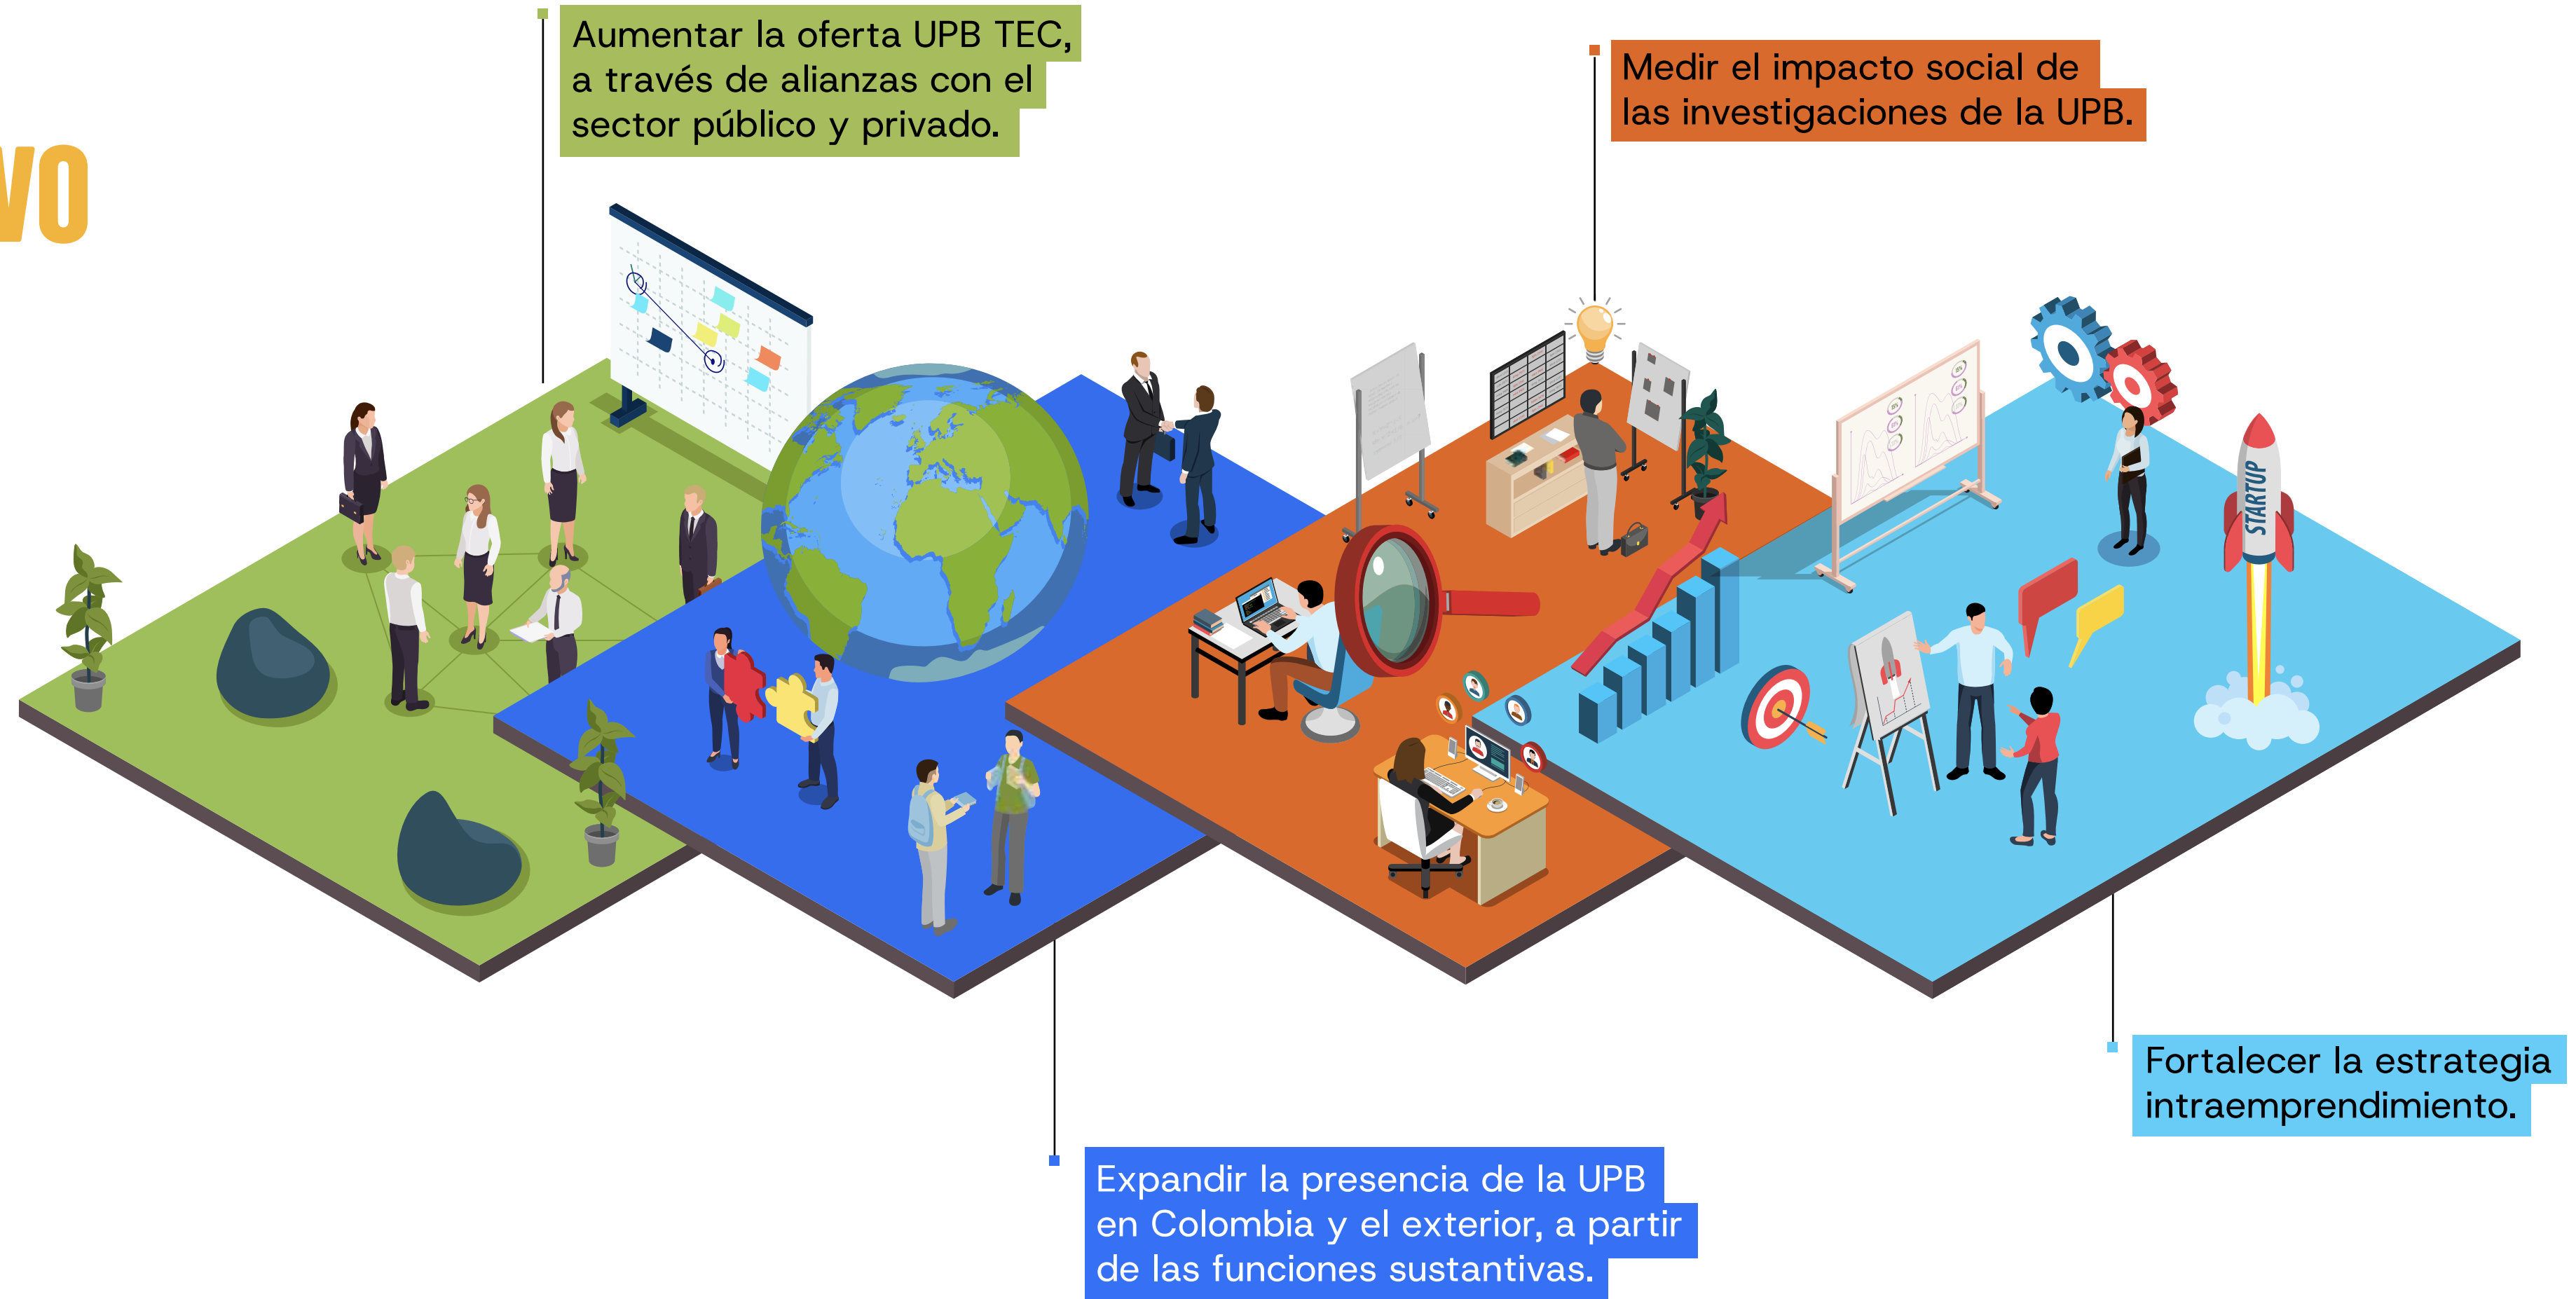 Aumentar la oferta UPB TEC,
a través de alianzas con el
sector público y privado.
Medir el impacto social de
las investigaciones de la UPB.
VO
STARTUP
Fortalecer la estrategia
intraemprendimiento.
Expandir la presencia de la UPB
en Colombia y el exterior, a partir
de las funciones sustantivas.